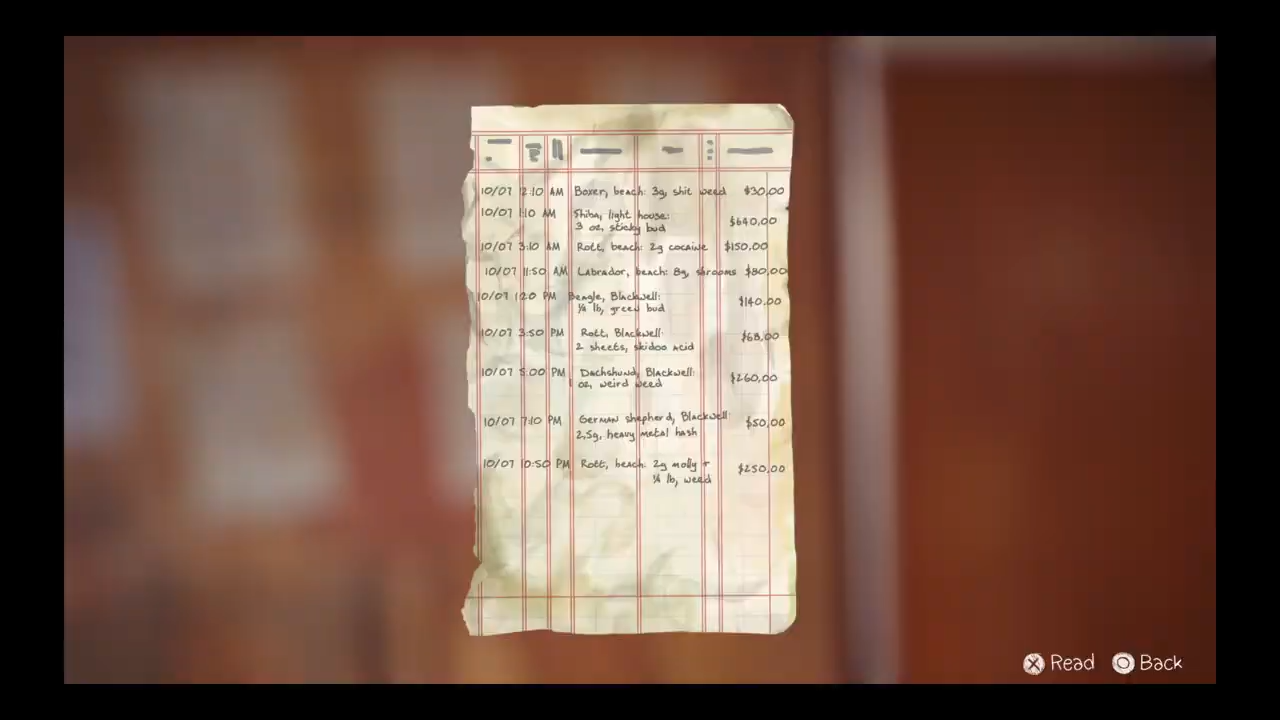 10/07 12:10 AM Boxer, beach: 3g, shit weed $30,00
10/07 1:10 AM Shiba, light house: $640,00
3 oz, sticky bud
10/07 3:10 AM Rott, beach: 2g cocaine $150,00
10/07 11:50 AM Labrador, beach: 8g, shrooms $80,00
10/07 1:20 PM Beagle, Blackwell: $140,00
¼ lb, green bud
10/07 3:50 PM Rott, Blackwell: $68,00
2 sheets, skidoo acid
10/07 5:00 PM Dachshund, Blackwell: $260,00
1 oz, weird weed
10/07 7:10 PM German shepherd, Blackwell: $50,00
2,5g, heavy metal hash
10/07 10:50 PM Rott, beach: 2g molly + $250,00
¼ lb, weed
Read Back